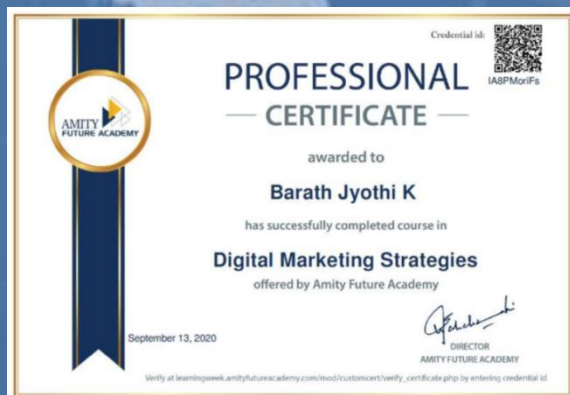 Credential id:
IA8PMoriFs
PROFESSIONAL
CERTIFICATE
AMITY
FUTURE ACADEMY
awarded to
Barath Jyothi K
has successfully completed course in
Digital Marketing Strategies
offered by Amity Future Academy
September 13, 2020
DIRECTOR
AMITY FUTURE ACADEMY
Verify at learningweek.amityfutureacademy.com/mod/customcert/verify_certificate.php by entering credential id